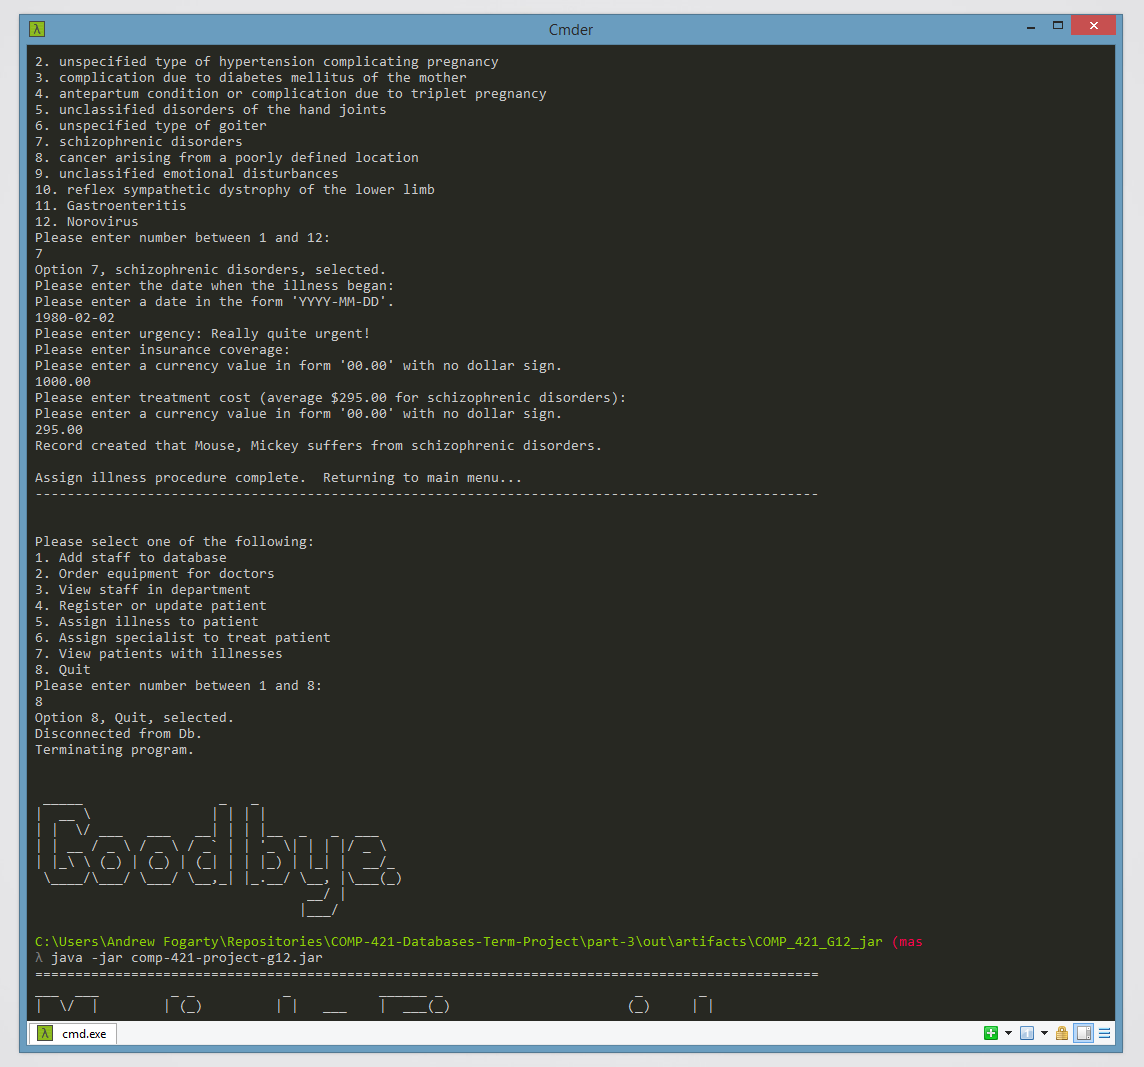 λ Cmder
2. unspecified type of hypertension complicating pregnancy
3. complication due to diabetes mellitus of the mother
4. antepartum condition or complication due to triplet pregnancy
5. unclassified disorders of the hand joints
6. unspecified type of goiter
7. schizophrenic disorders
8. cancer arising from a poorly defined location
9. unclassified emotional disturbances
10. reflex sympathetic dystrophy of the lower limb
11. Gastroenteritis
12. Norovirus
Please enter number between 1 and 12:
7
Option 7, schizophrenic disorders, selected.
Please enter the date when the illness began:
Please enter a date in the form 'YYYY-MM-DD'.
1980-02-02
Please enter urgency: Really quite urgent!
Please enter insurance coverage:
Please enter a currency value in form '00.00' with no dollar sign.
1000.00
Please enter treatment cost (average $295.00 for schizophrenic disorders):
Please enter a currency value in form '00.00' with no dollar sign.
295.00
Record created that Mouse, Mickey suffers from schizophrenic disorders.
Assign illness procedure complete.  Returning to main menu...
--------------------------------------------------------------------------------------------------
Please select one of the following:
1. Add staff to database
2. Order equipment for doctors
3. View staff in department
4. Register or update patient
5. Assign illness to patient
6. Assign specialist to treat patient
7. View patients with illnesses
8. Quit
Please enter number between 1 and 8:
8
Option 8, Quit, selected.
Disconnected from Db.
Terminating program.
Goodbye.
C:\Users\Andrew Fogarty\Repositories\COMP-421-Databases-Term-Project\part-3\out\artifacts\COMP_421_G12_jar (mas
λ java -jar comp-421-project-g12.jar
==================================================================================================
λ cmd.exe